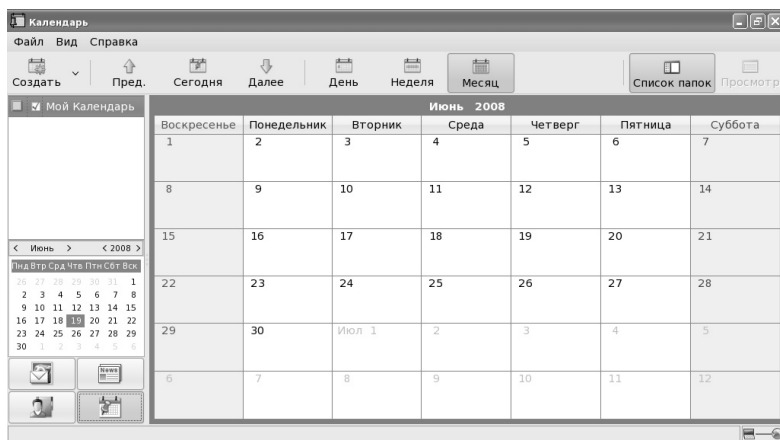 Календарь
Файл Вид Справка
Создать Пред. Сегодня Далее День Неделя Месяц Список папок Просмотр
Мой Календарь
Июнь 2008
Воскресенье Понедельник Вторник Среда Четверг Пятница Суббота
1 2 3 4 5 6 7
8 9 10 11 12 13 14
15 16 17 18 19 20 21
22 23 24 25 26 27 28
29 30 Июл 1 2 3 4 5
6 7 8 9 10 11 12
< Июнь > < 2008 >
Пнд Втр Срд Чтв Птн Сбт Вск
26 27 28 29 30 31 1
2 3 4 5 6 7 8
9 10 11 12 13 14 15
16 17 18 19 20 21 22
23 24 25 26 27 28 29
30 1 2 3 4 5 6
News